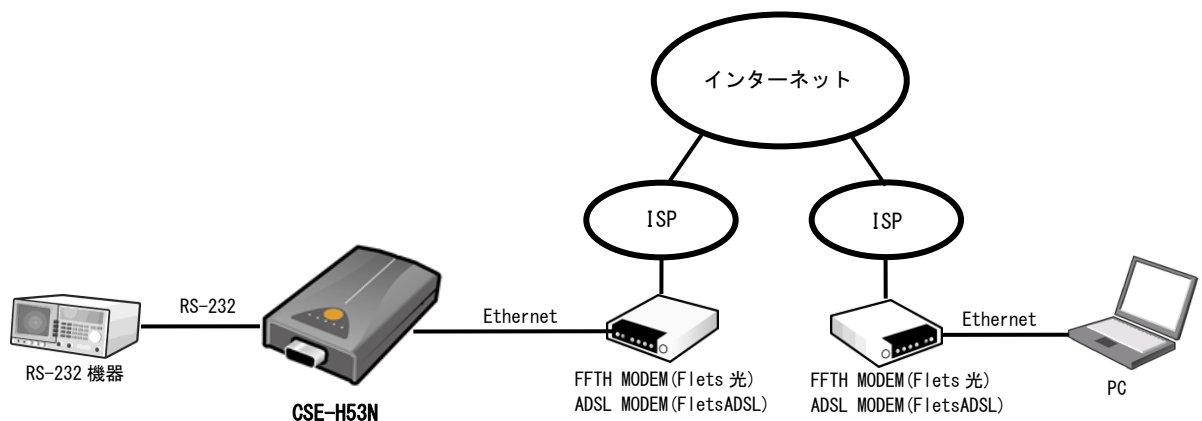 インターネット
ISP
ISP
RS-232
Ethernet
Ethernet
RS-232 機器
CSE-H53N
FFTH MODEM(Flets 光)
ADSL MODEM(FletsADSL)
FFTH MODEM(Flets 光)
ADSL MODEM(FletsADSL)
PC